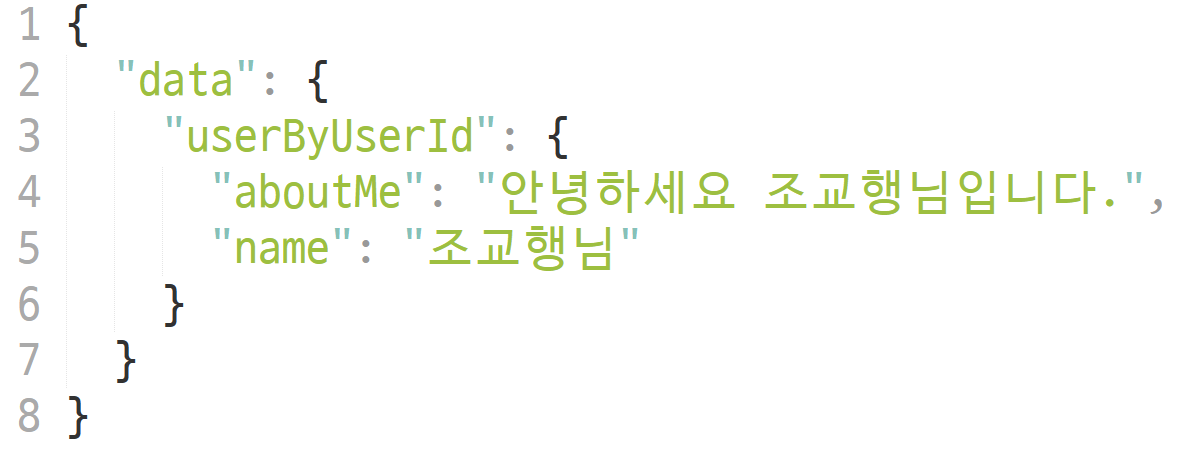 1 {
2   "data": {
3     "userByUserId": {
4       "aboutMe": "안녕하세요 조교행님입니다.",
5       "name": "조교행님"
6     }
7   }
8 }